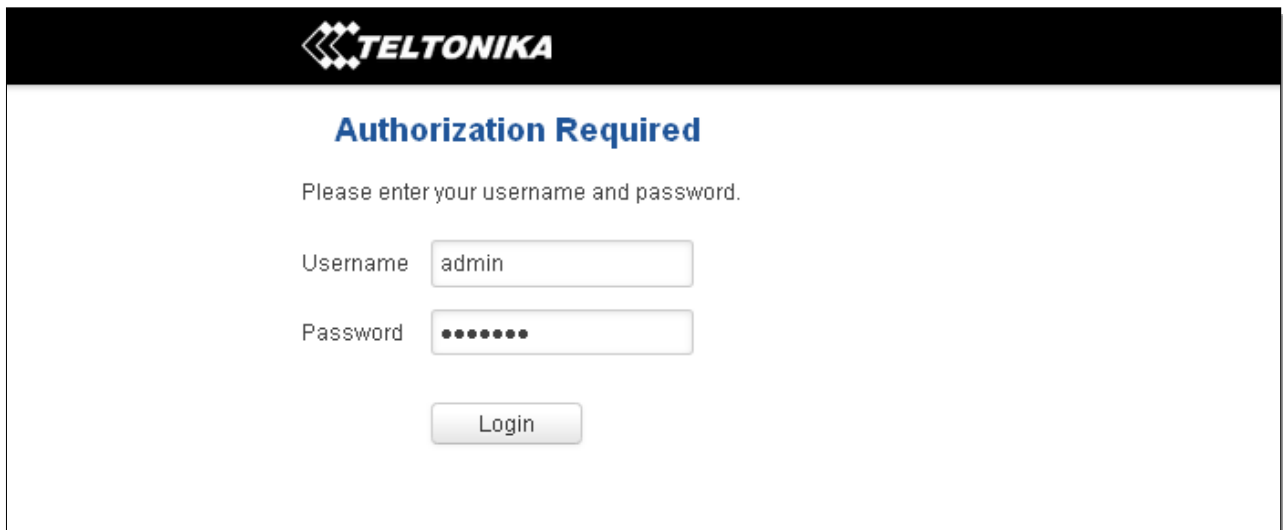 TELTONIKA
Authorization Required
Please enter your username and password.
Username admin
Password •••••••
Login